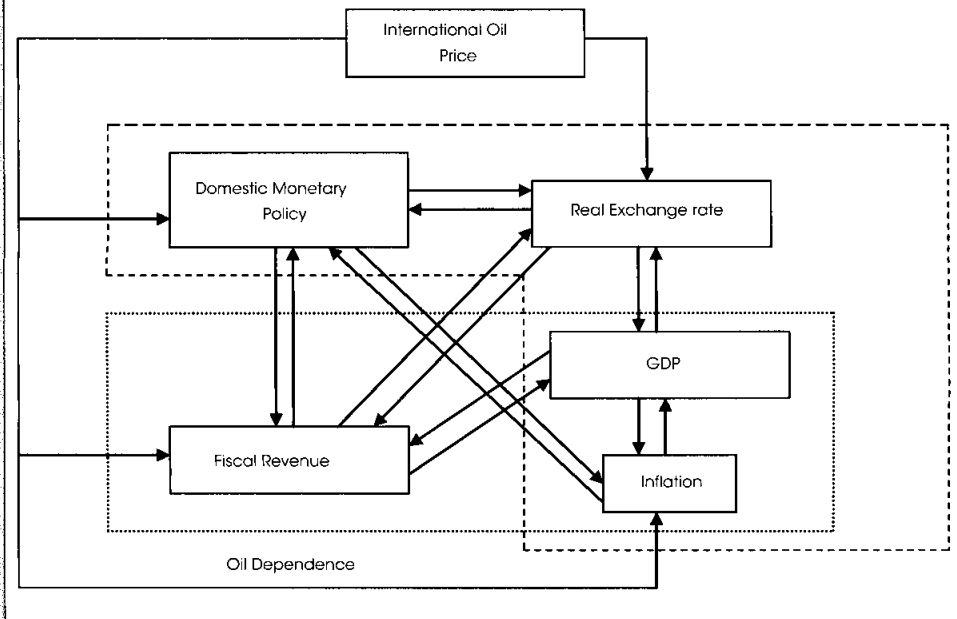 International Oil
Price
Domestic Monetary
Policy
Real Exchange rate
GDP
Fiscal Revenue
Inflation
Oil Dependence